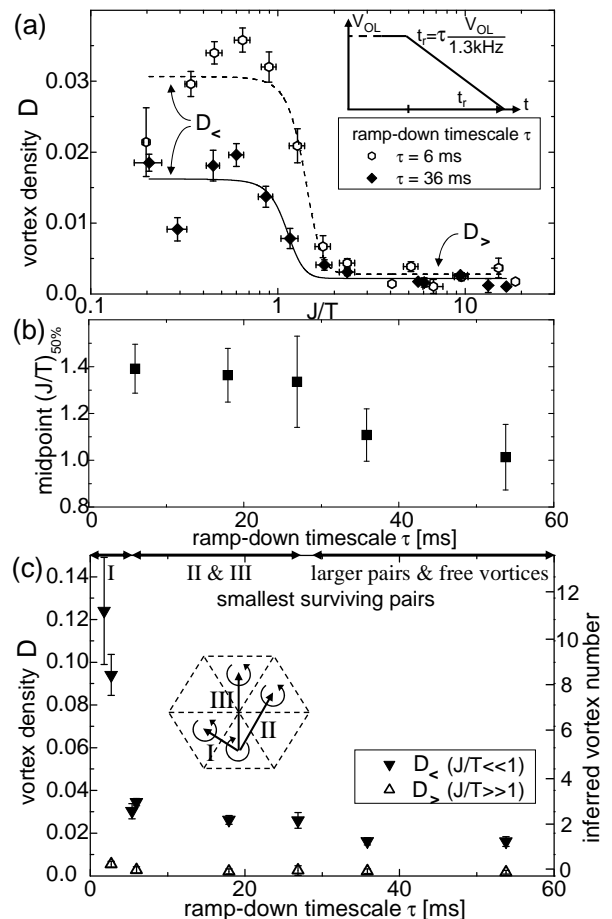 (a)
vortex density D
0.03
0.02
0.01
0.00
D<
D>
V_OL
t_r=τ V_OL/1.3kHz
t_r
t
ramp-down timescale τ
τ = 6 ms
τ = 36 ms
0.1 1 10
J/T
(b)
midpoint (J/T)50%
1.4
1.2
1.0
0.8
0 20 40 60
ramp-down timescale τ [ms]
(c)
I II & III larger pairs & free vortices
smallest surviving pairs
vortex density D
0.14
0.12
0.10
0.08
0.06
0.04
0.02
0.0
III
II
I
D< (J/T<<1)
D> (J/T>>1)
inferred vortex number
12
10
8
6
4
2
0
0 20 40 60
ramp-down timescale τ [ms]